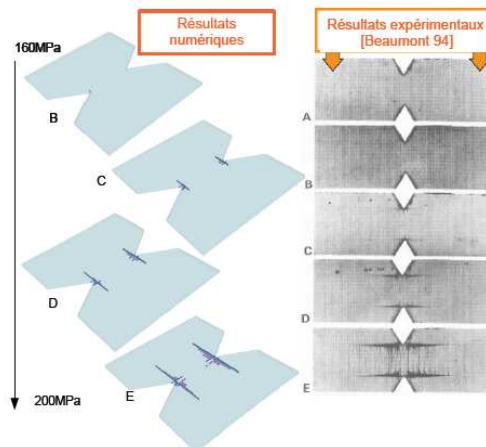 Résultats
numériques
Résultats expérimentaux
[Beaumont 94]
160MPa
B
C
D
E
200MPa
A
B
C
D
E